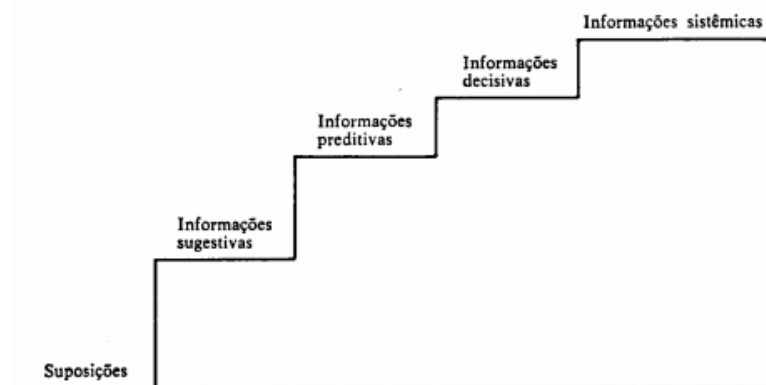 Informações sistêmicas
Informações
decisivas
Informações
preditivas
Informações
sugestivas
Suposições